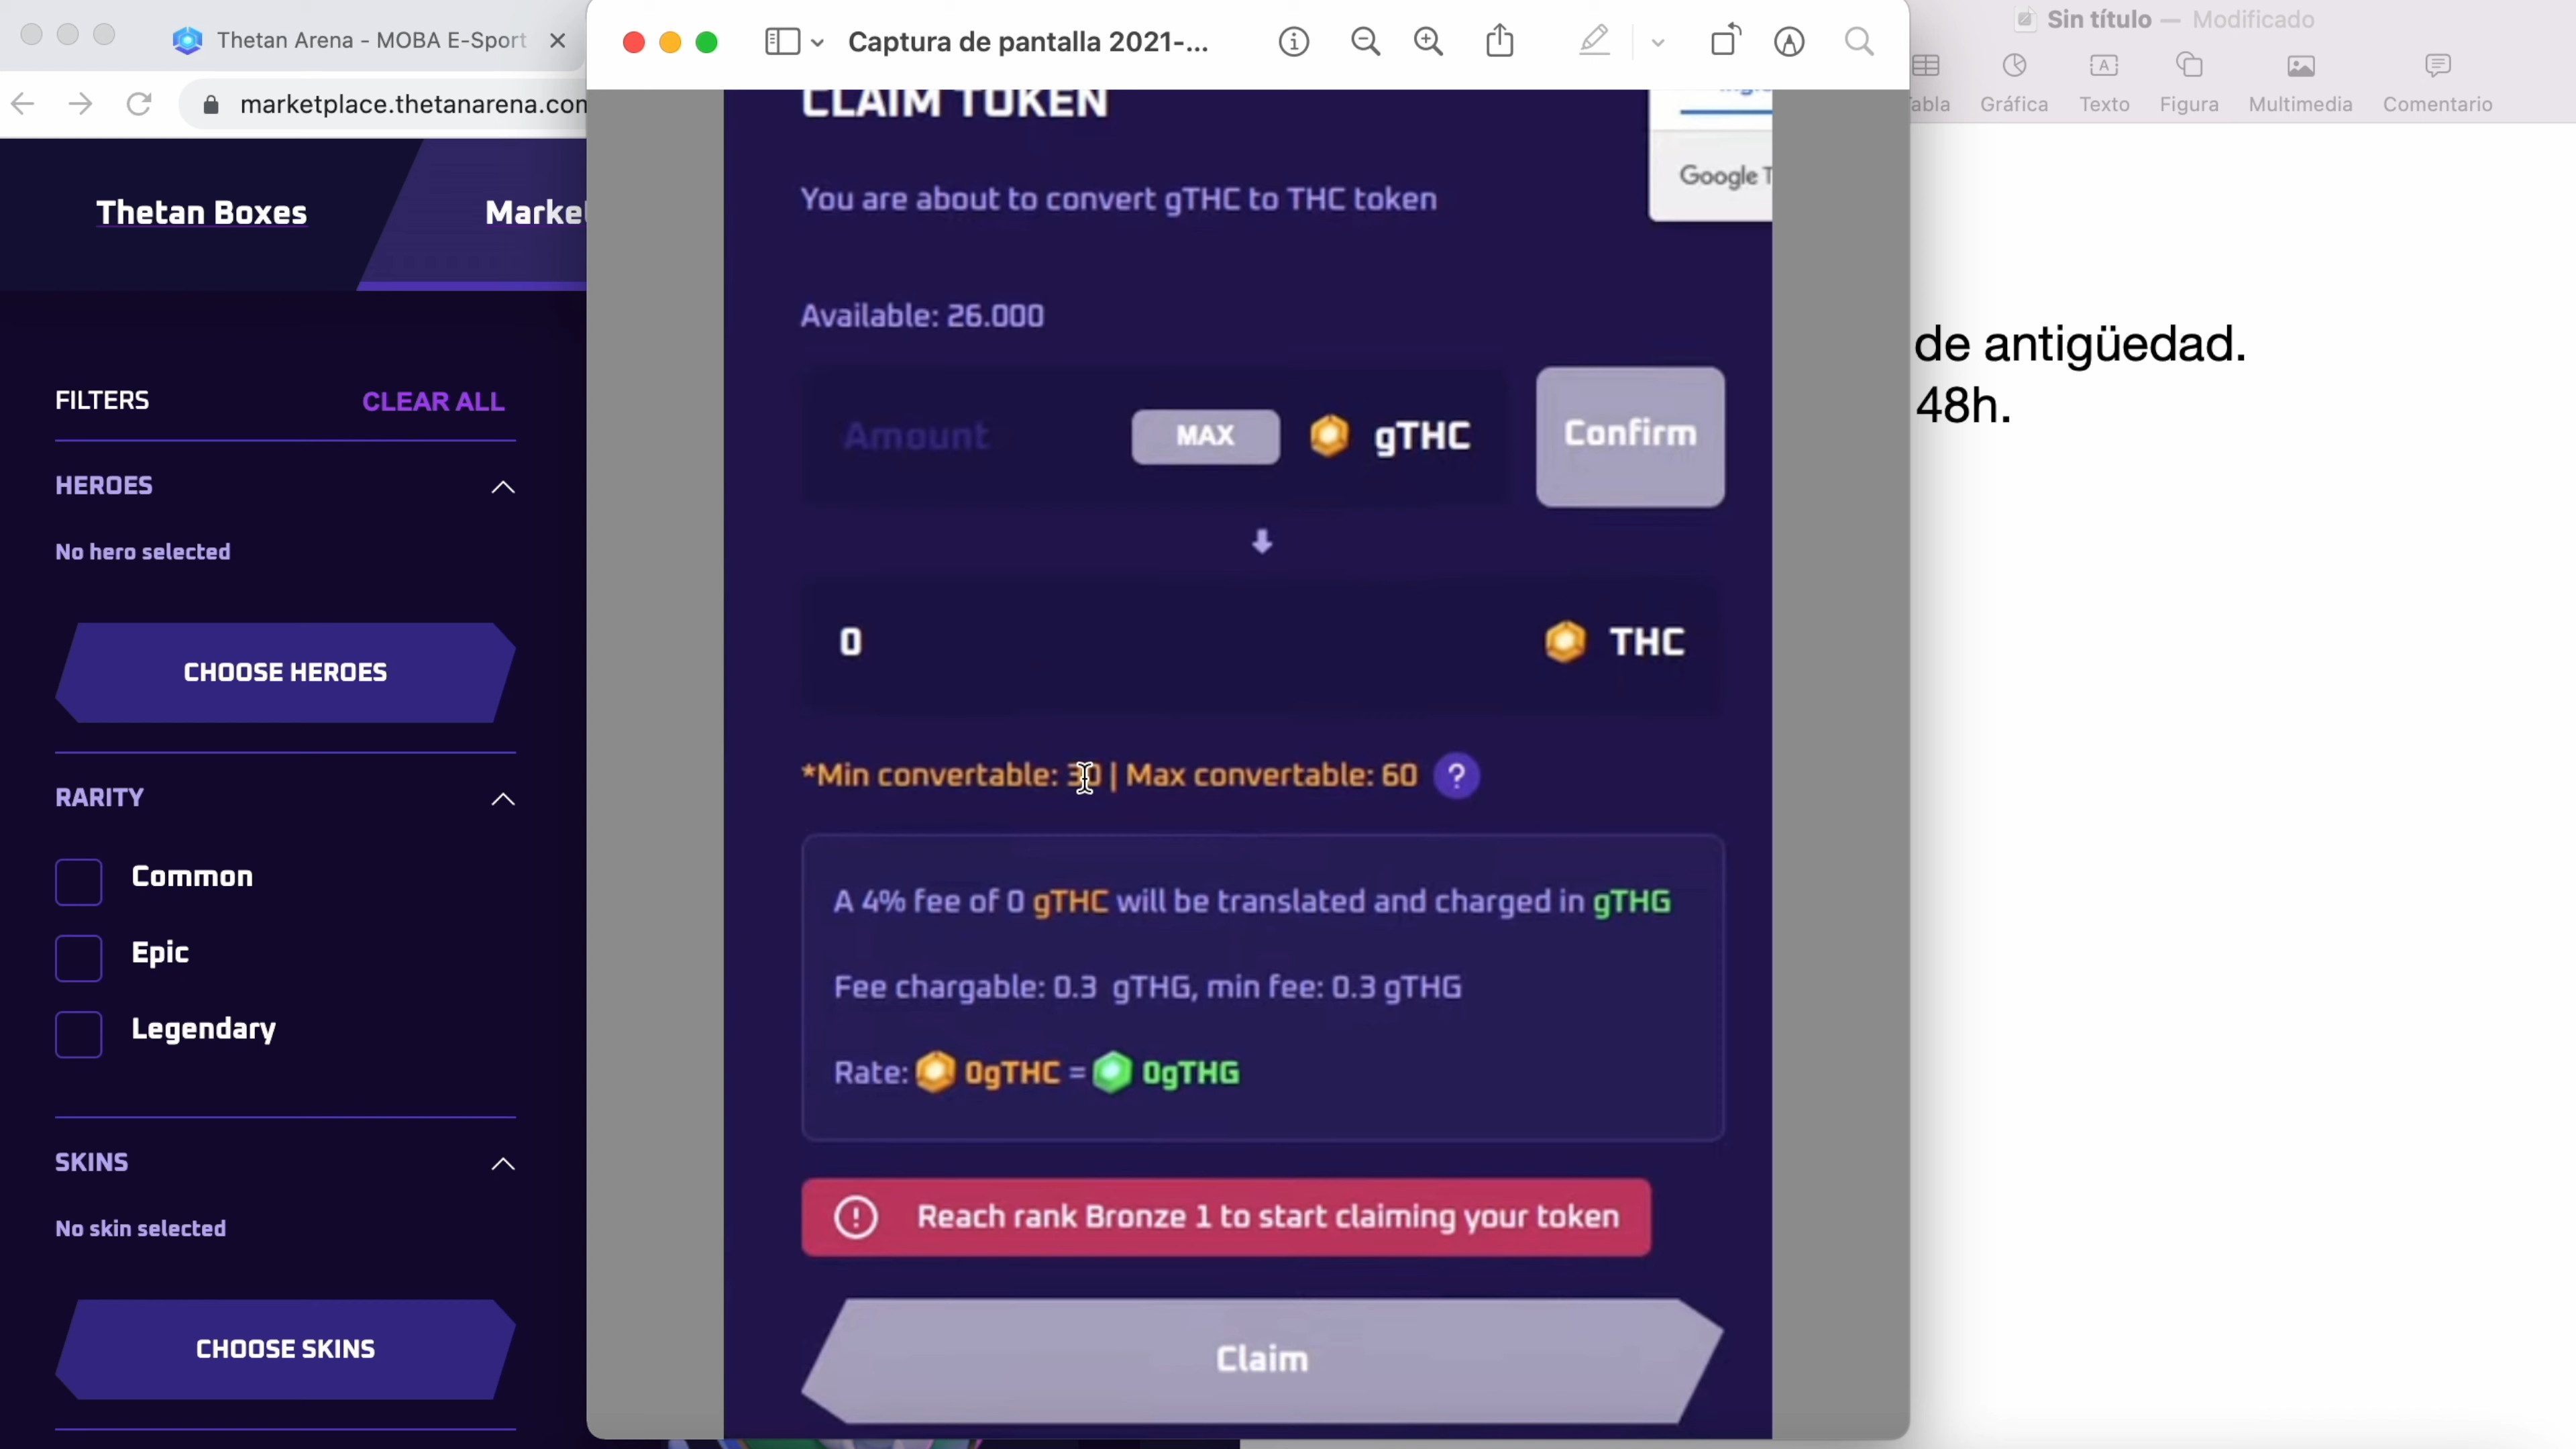 Thetan Arena - MOBA E-Sport
marketplace.thetanarena.com
Thetan Boxes
Market
FILTERS
CLEAR ALL
HEROES
No hero selected
CHOOSE HEROES
RARITY
Common
Epic
Legendary
SKINS
No skin selected
CHOOSE SKINS
Captura de pantalla 2021-...
CLAIM TOKEN
Google T
You are about to convert gTHC to THC token
Available: 26.000
Amount
MAX
gTHC
Confirm
0
THC
*Min convertable: 30 | Max convertable: 60 ?
A 4% fee of 0 gTHC will be translated and charged in gTHG
Fee chargable: 0.3 gTHG, min fee: 0.3 gTHG
Rate: 0gTHC = 0gTHG
Reach rank Bronze 1 to start claiming your token
Claim
Sin título — Modificado
abla
Gráfica
Texto
Figura
Multimedia
Comentario
de antigüedad.
48h.